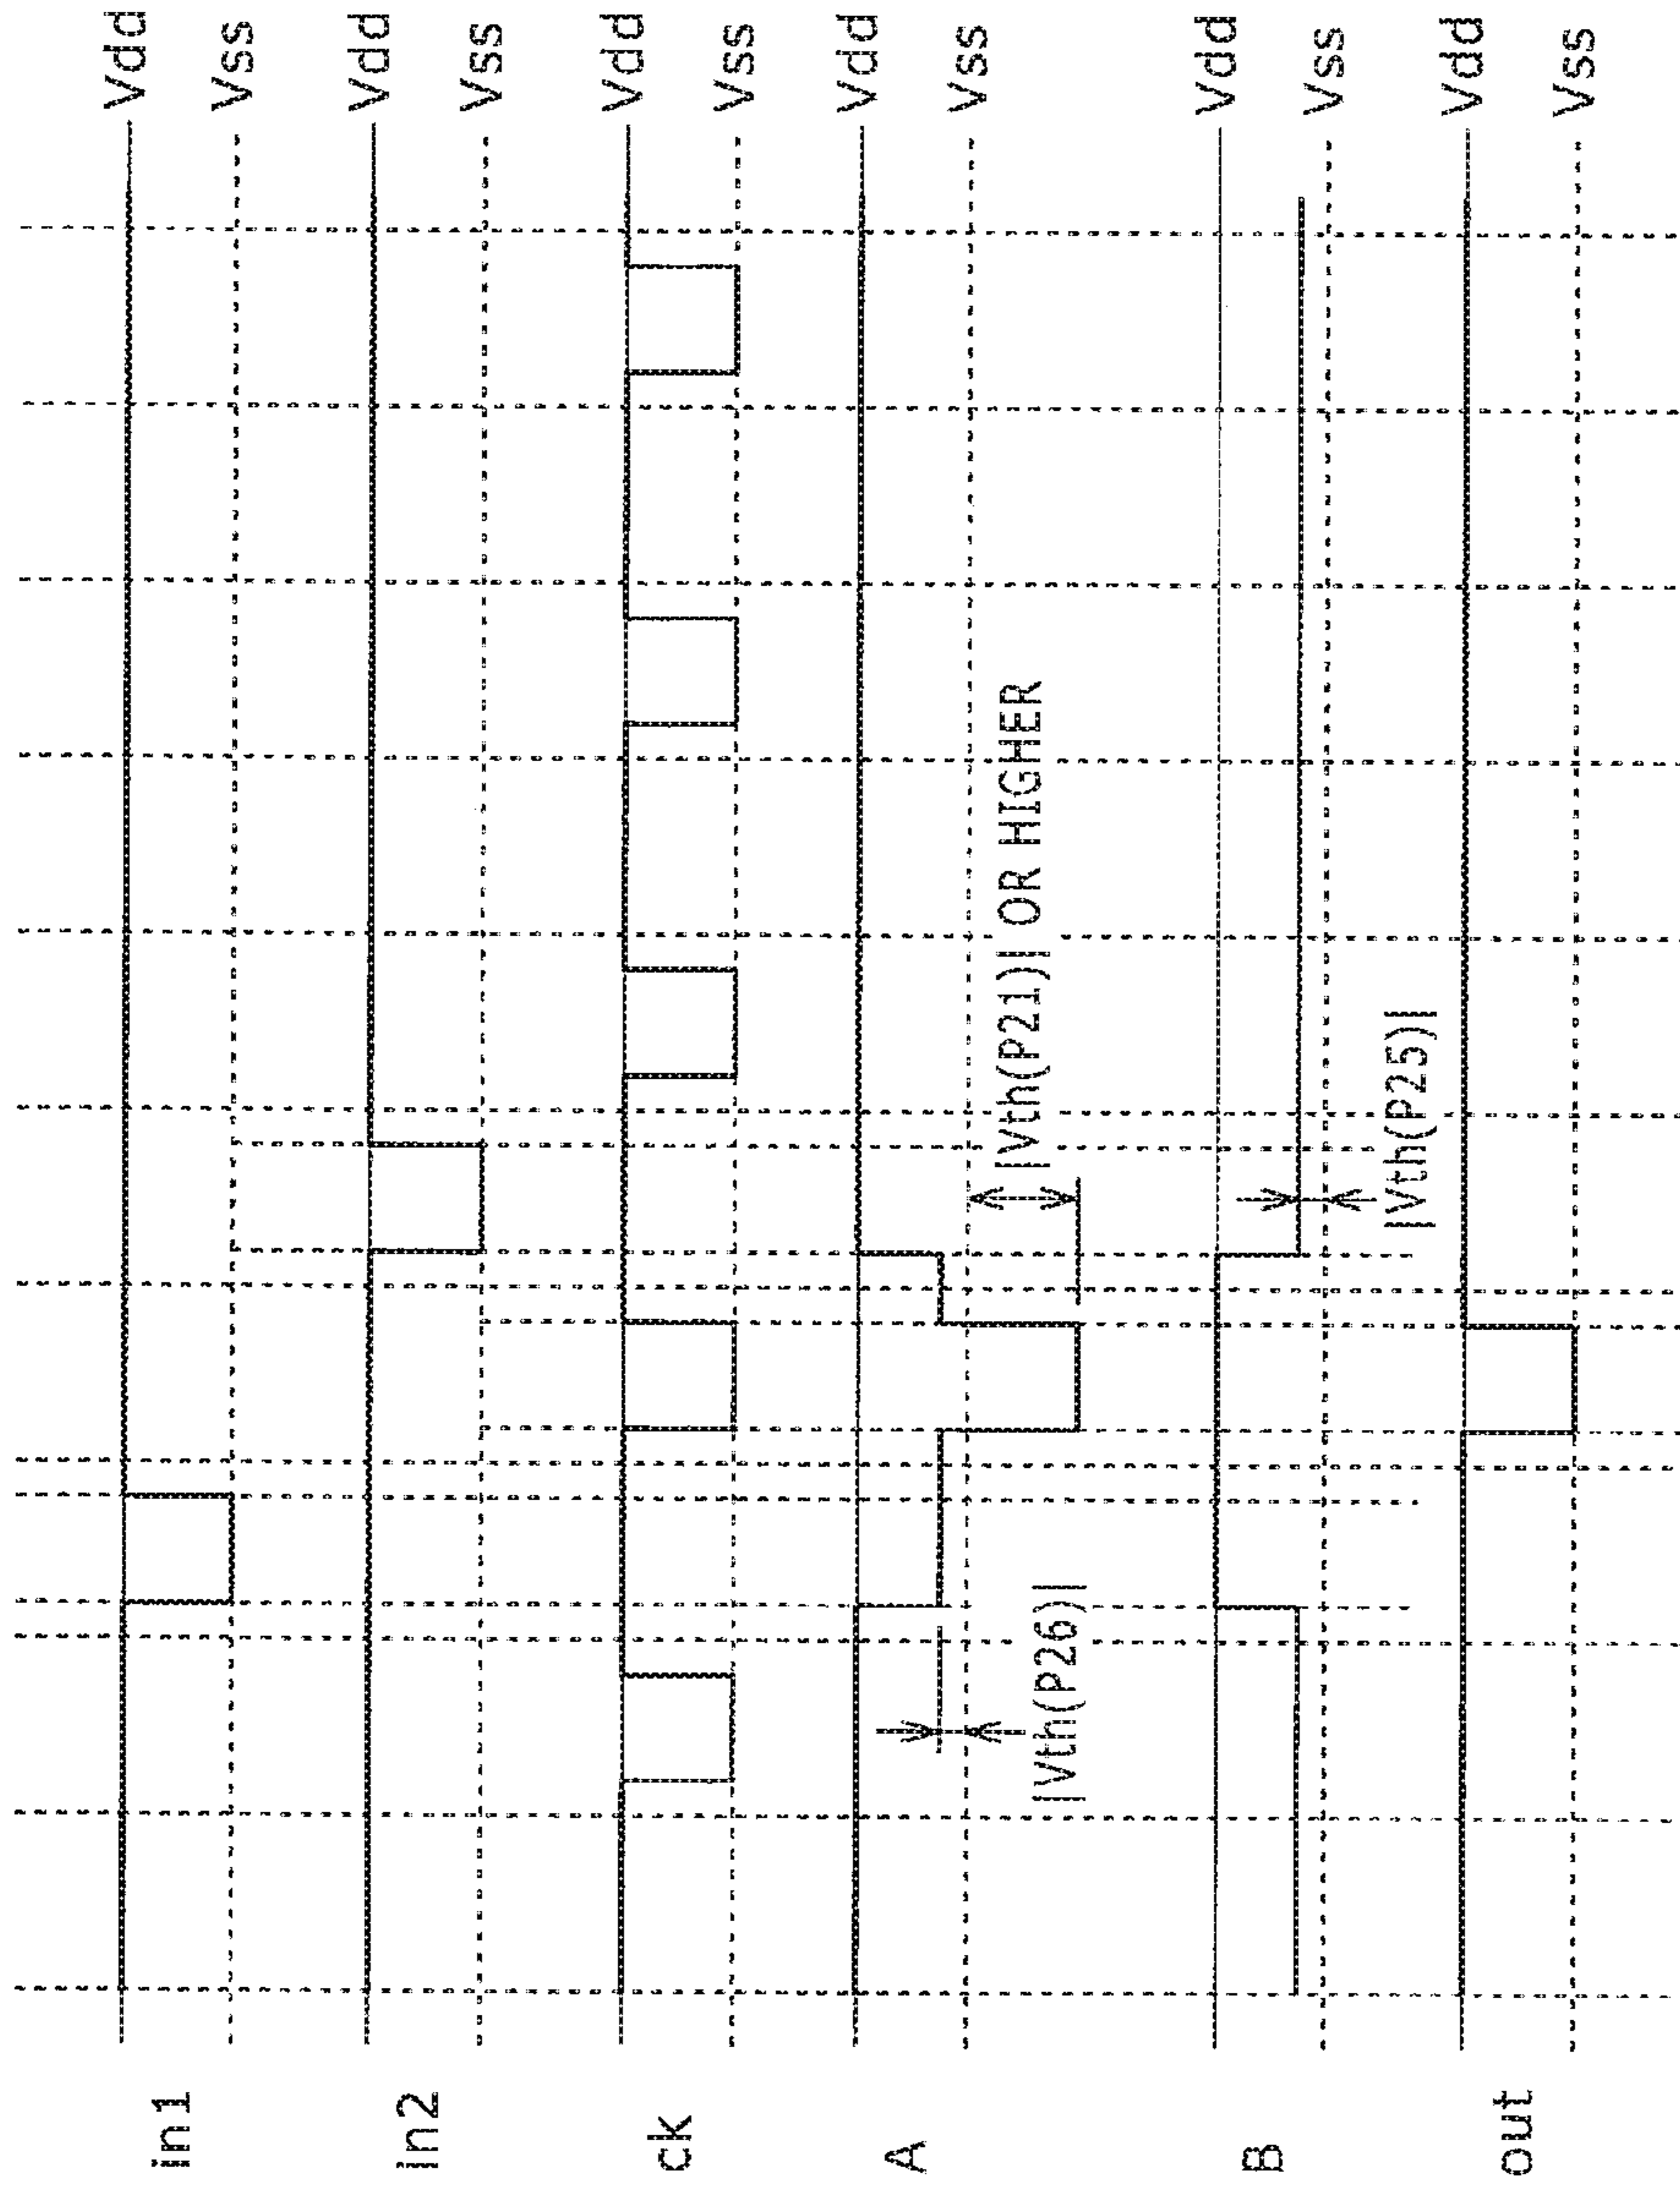 in1
Vdd
Vss
in2
Vdd
Vss
ck
Vdd
Vss
A
Vdd
Vss
|Vth(P26)|
|Vth(P21)| OR HIGHER
B
Vdd
Vss
|Vth(P25)|
out
Vdd
Vss